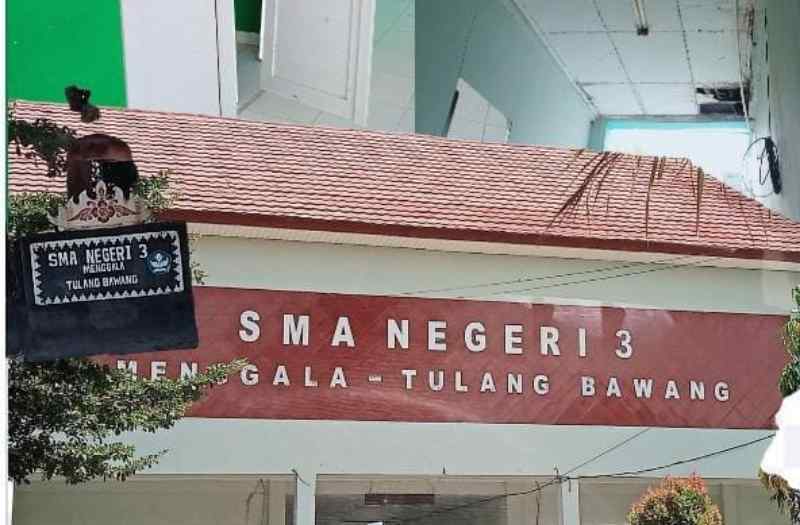 SMA NEGERI 3
MENGGALA
TULANG BAWANG
SMA NEGERI 3
MENGGALA - TULANG BAWANG